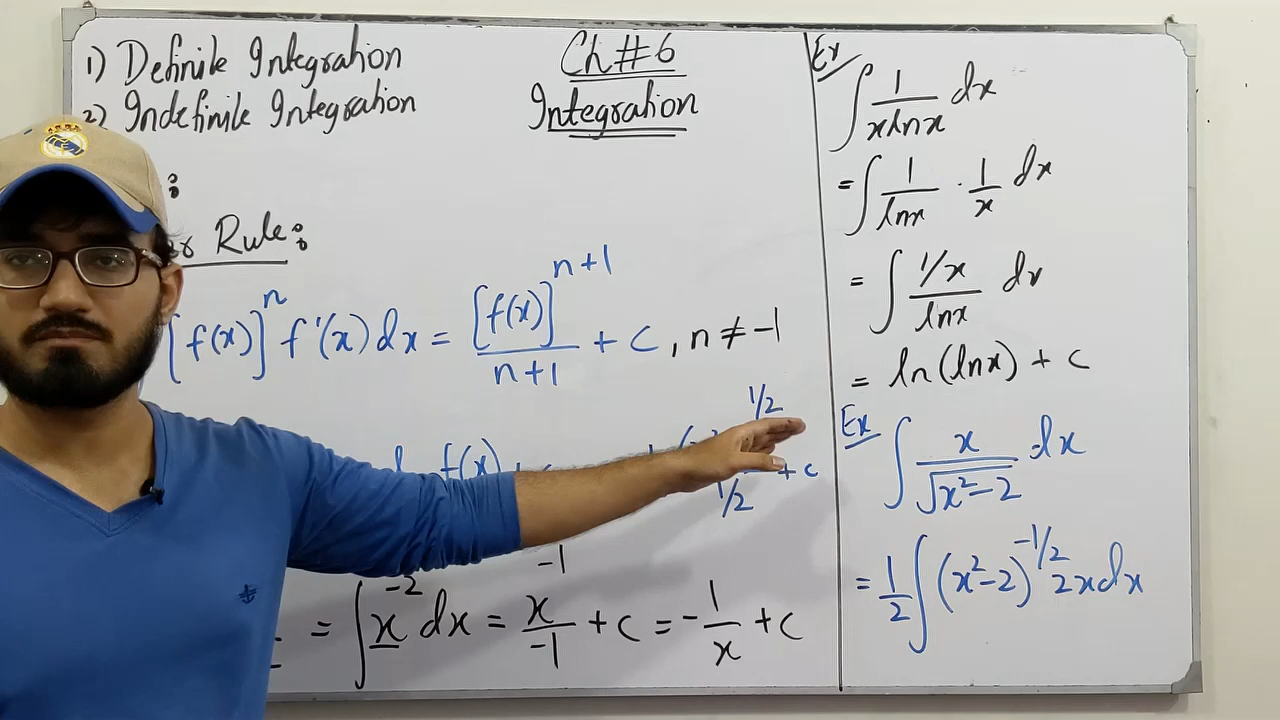 1) Definite Integration
2) Indefinite Integration
Ch#6
Integration
:
Rule:
[f(x)]^n f'(x) dx = [f(x)]^(n+1) / (n+1) + c, n ≠ -1
f(x) + c
1/2
1/2 + c
= ∫ x^-2 dx = x^-1 / -1 + c = -1/x + c
Ex
∫ 1/(x ln x) dx
= ∫ 1/(ln x) · 1/x dx
= ∫ (1/x)/(ln x) dx
= ln(ln x) + c
Ex
∫ x/√(x²-2) dx
= 1/2 ∫ (x²-2)^(-1/2) 2x dx